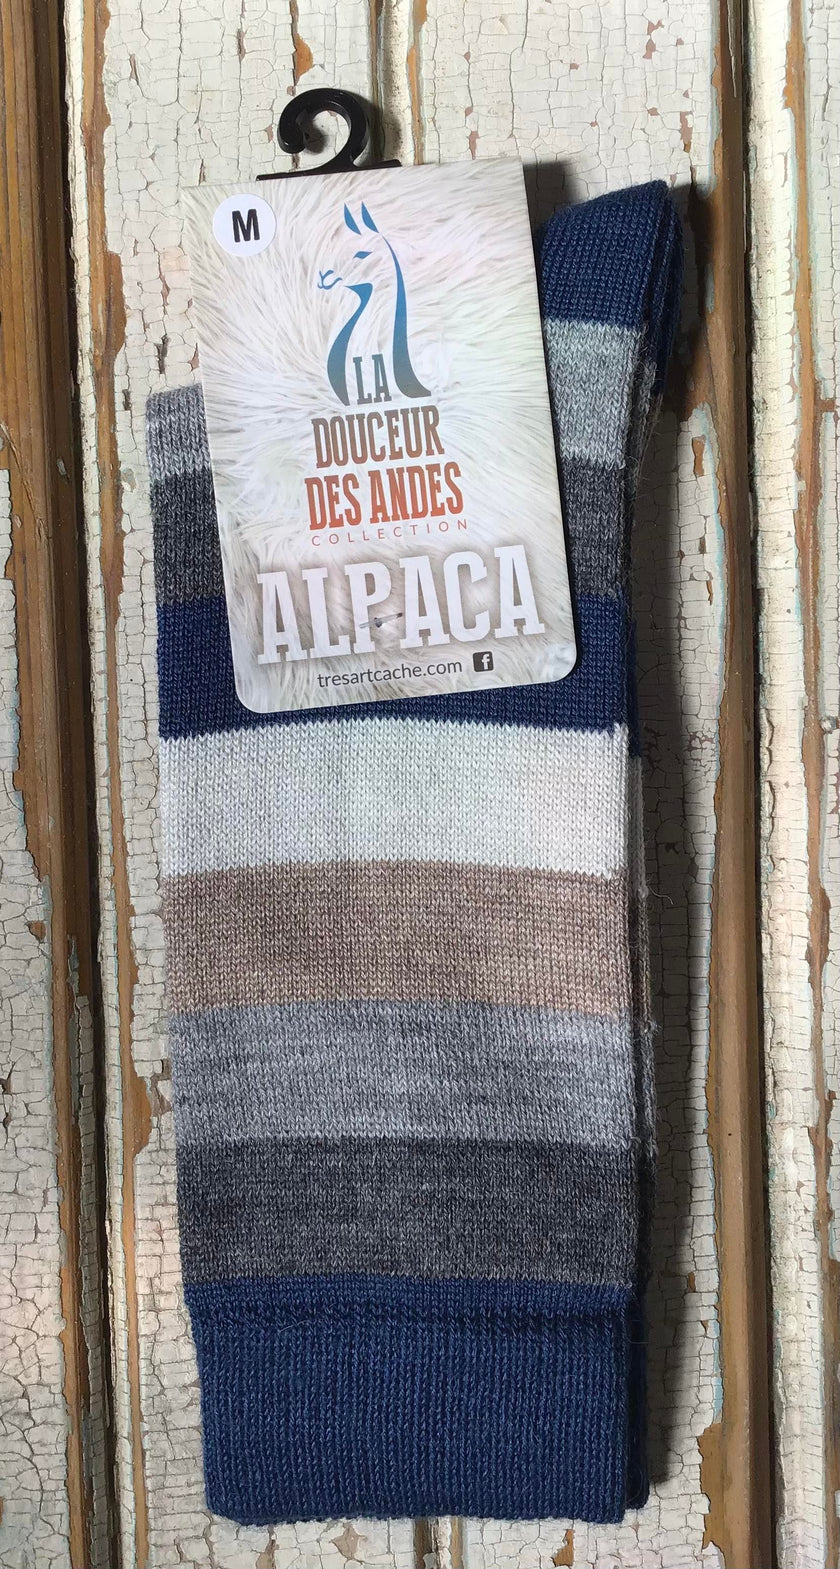 M
LA
DOUCEUR
DES ANDES
COLLECTION
ALPACA
tresartcache.com f